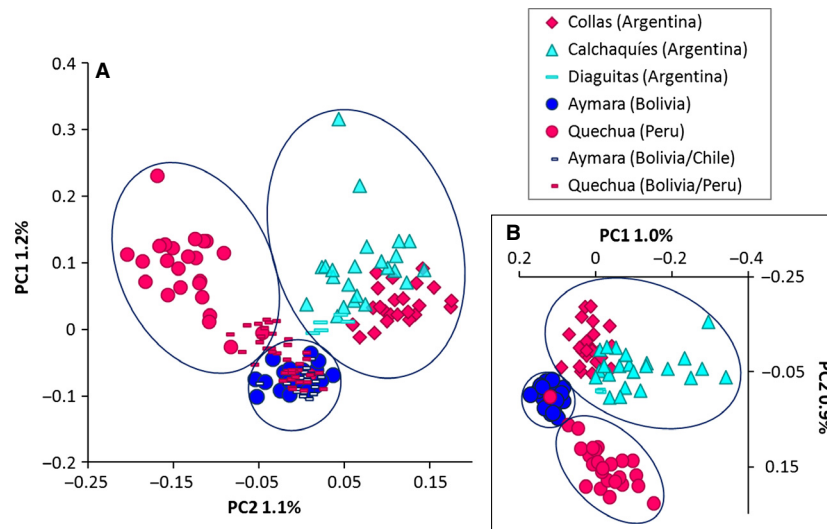 Collas (Argentina)
Calchaquíes (Argentina)
Diaguitas (Argentina)
Aymara (Bolivia)
Quechua (Peru)
Aymara (Bolivia/Chile)
Quechua (Bolivia/Peru)
A
0.4
0.3
0.2
0.1
0
−0.1
−0.2
PC1 1.2%
−0.25
−0.15
−0.05
0.05
0.15
PC2 1.1%
B
PC1 1.0%
0.2
0
−0.2
−0.4
−0.25
−0.05
0.15
PC2 0.9%